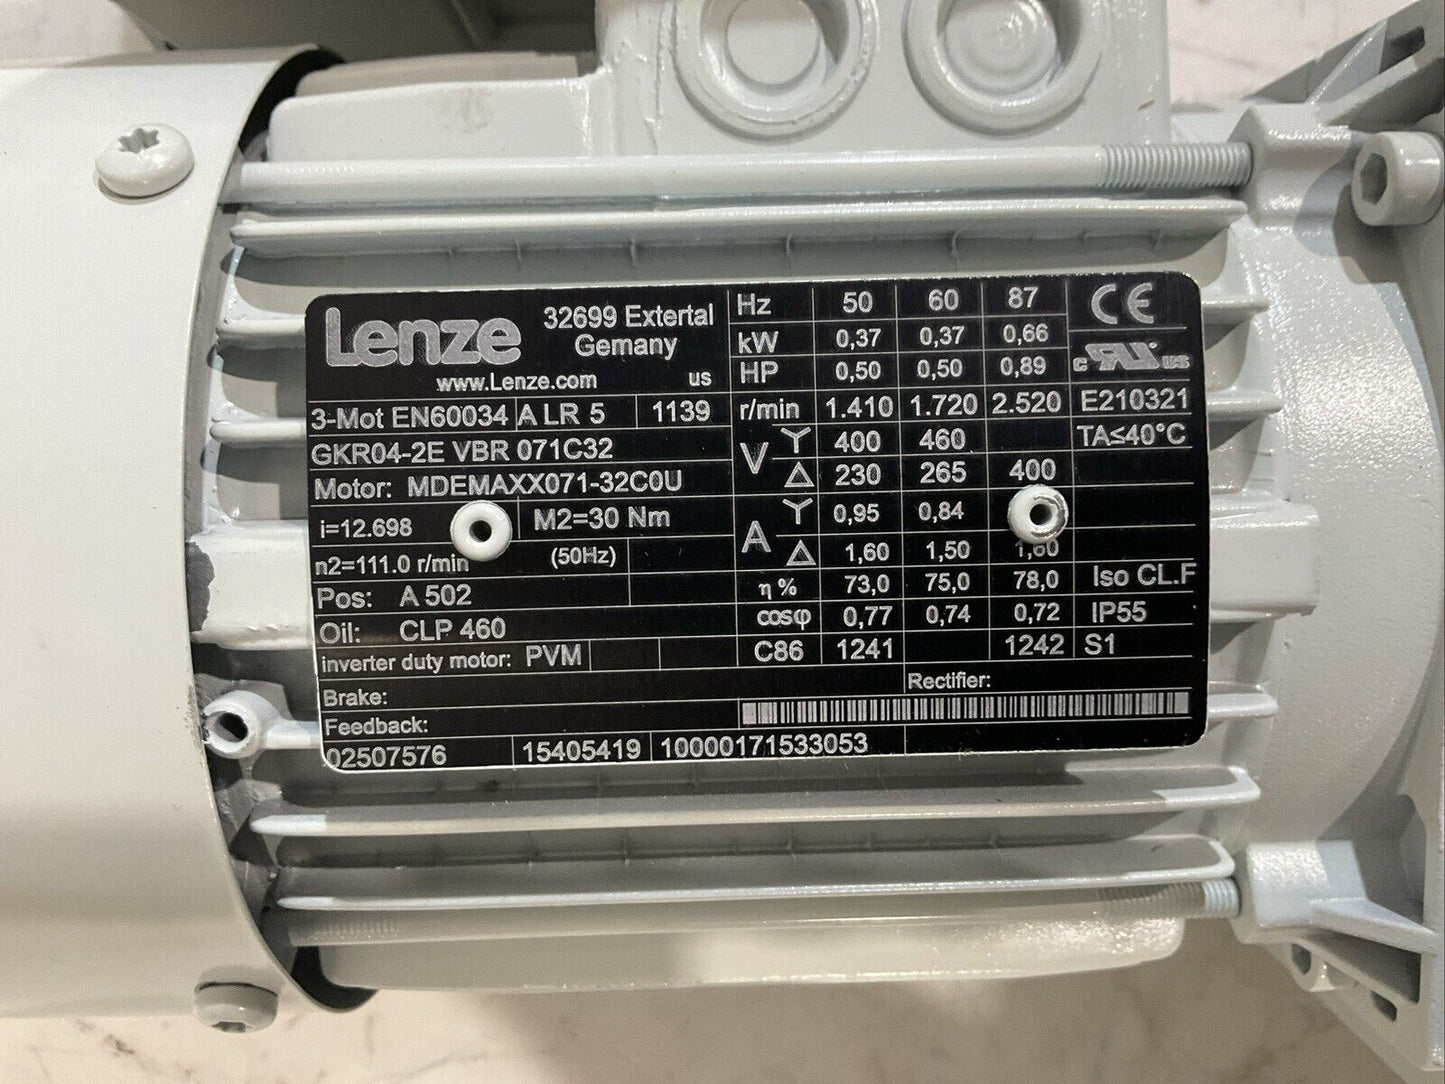 Lenze 32699 Extertal
Gemany
www.Lenze.com us
3-Mot EN60034 A LR 5 1139
GKR04-2E VBR 071C32
Motor: MDEMAXX071-32C0U
i=12.698 M2=30 Nm
n2=111.0 r/min (50Hz)
Pos: A 502
Oil: CLP 460
inverter duty motor: PVM
Brake:
Feedback:
02507576 15405419 10000171533053
Hz 50 60 87 CE
kW 0,37 0,37 0,66
HP 0,50 0,50 0,89 c RU us
r/min 1.410 1.720 2.520 E210321
V Y 400 460 TA≤40°C
△ 230 265 400
A Y 0,95 0,84
△ 1,60 1,50 1,60
η % 73,0 75,0 78,0 Iso CL.F
cosφ 0,77 0,74 0,72 IP55
C86 1241 1242 S1
Rectifier: